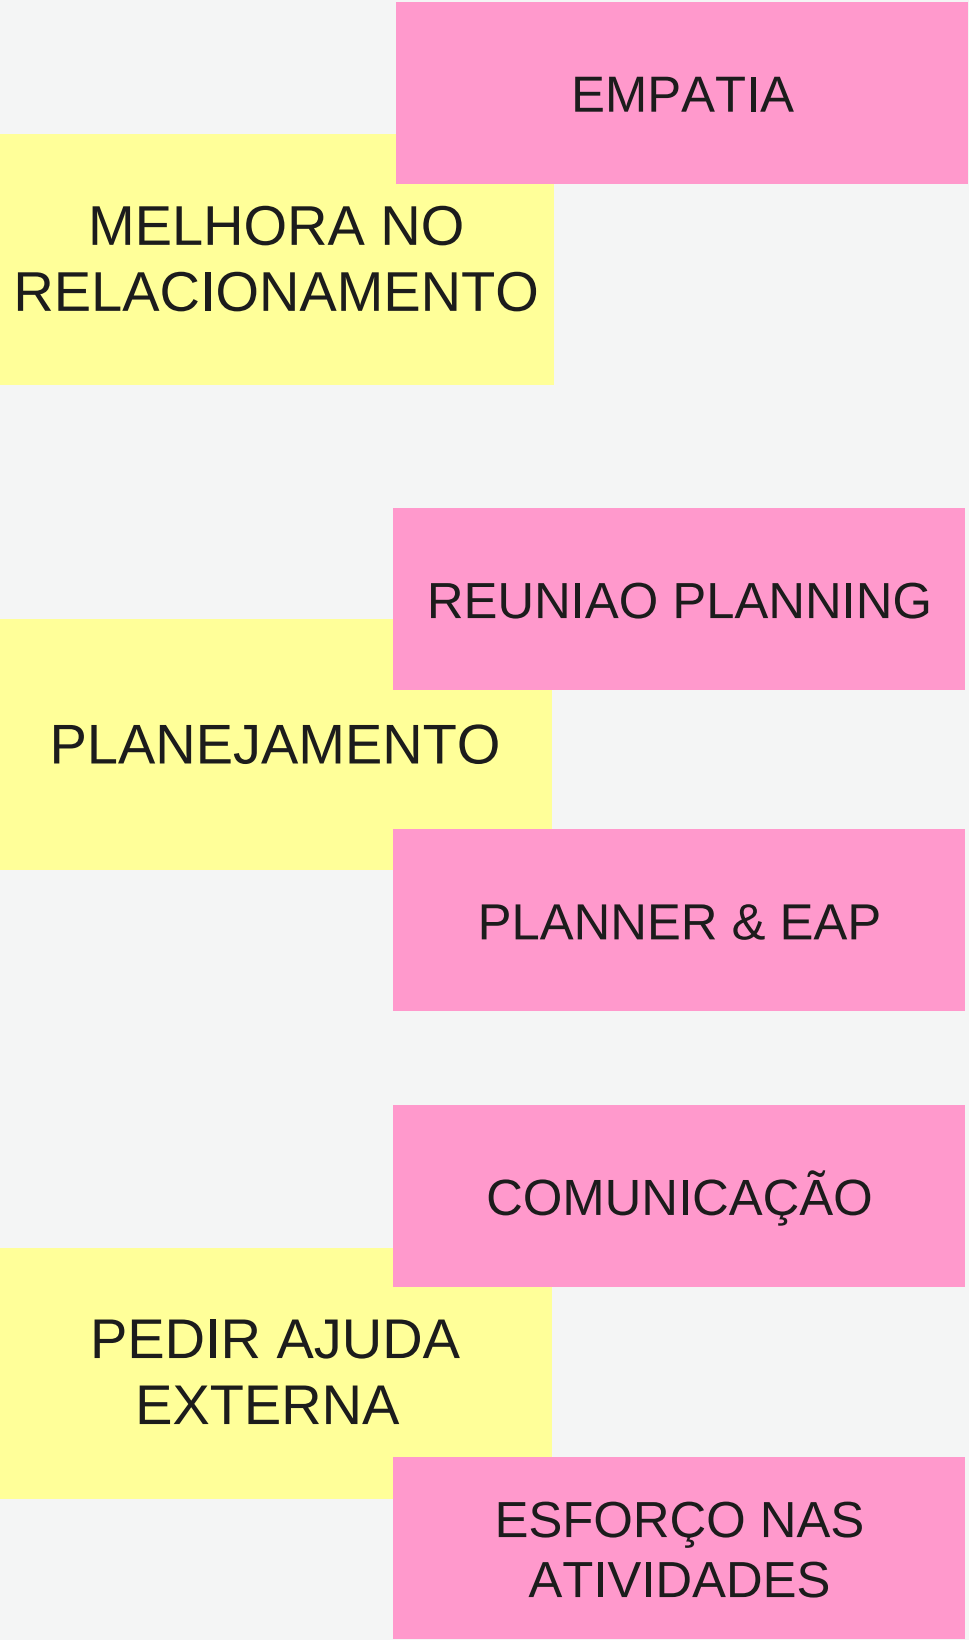 EMPATIA
MELHORA NO
RELACIONAMENTO
REUNIAO PLANNING
PLANEJAMENTO
PLANNER & EAP
COMUNICAÇÃO
PEDIR AJUDA
EXTERNA
ESFORÇO NAS
ATIVIDADES